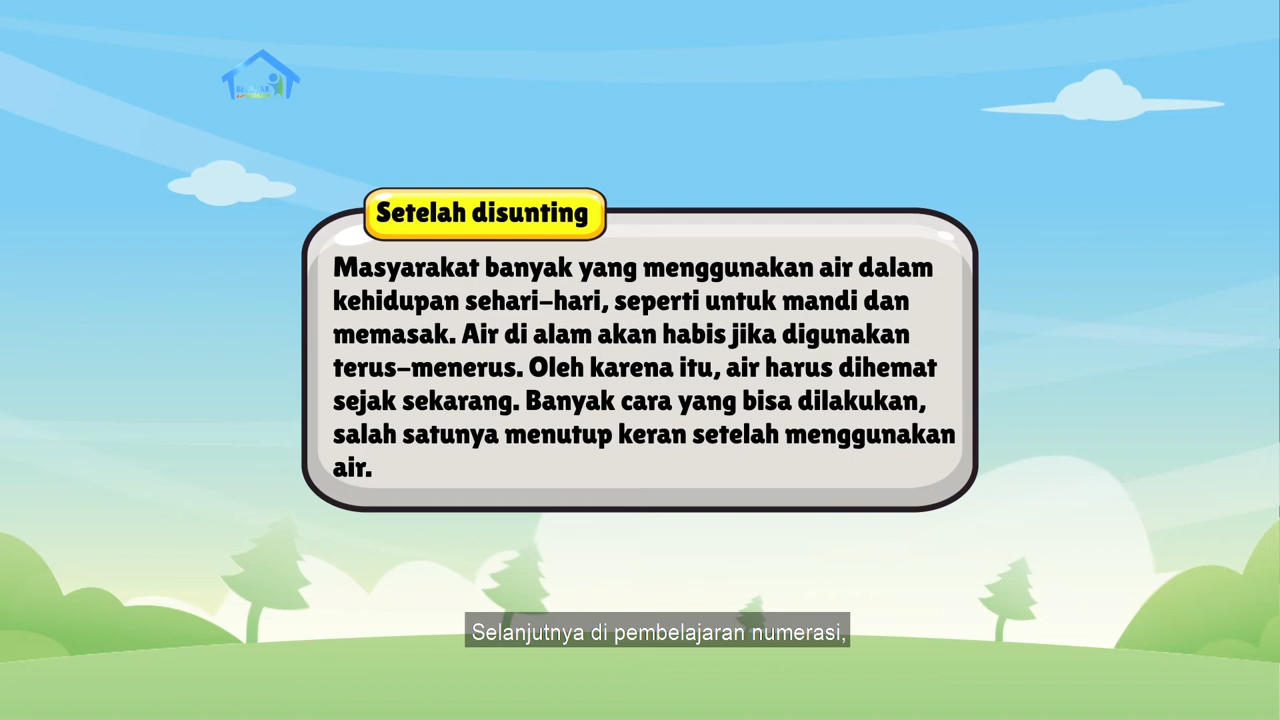 Setelah disunting
Masyarakat banyak yang menggunakan air dalam
kehidupan sehari-hari, seperti untuk mandi dan
memasak. Air di alam akan habis jika digunakan
terus-menerus. Oleh karena itu, air harus dihemat
sejak sekarang. Banyak cara yang bisa dilakukan,
salah satunya menutup keran setelah menggunakan
air.
Selanjutnya di pembelajaran numerasi,